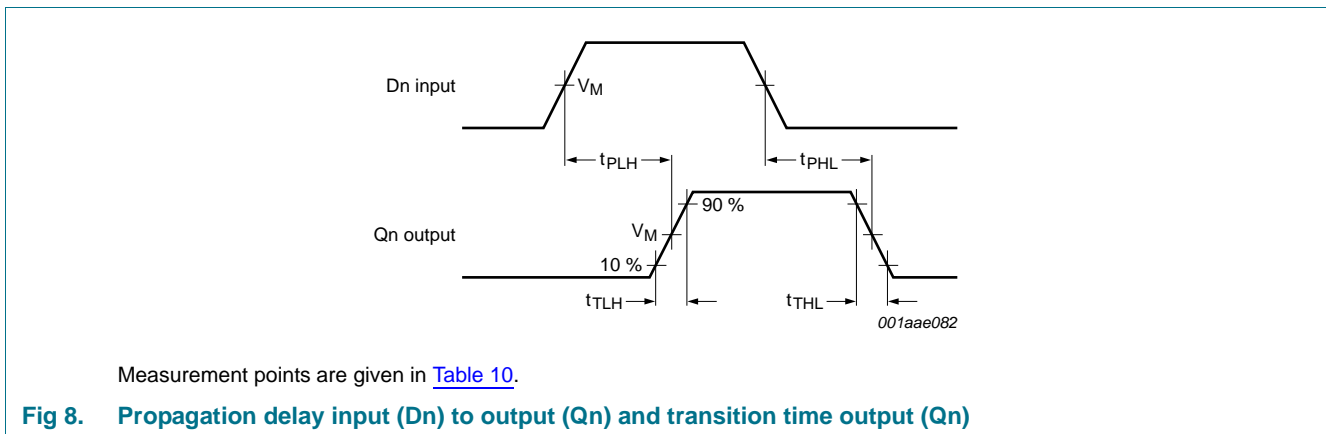 Dn input
VM
tPLH
tPHL
Qn output
90 %
VM
10 %
tTLH
tTHL
001aae082
Measurement points are given in Table 10.
Fig 8. Propagation delay input (Dn) to output (Qn) and transition time output (Qn)